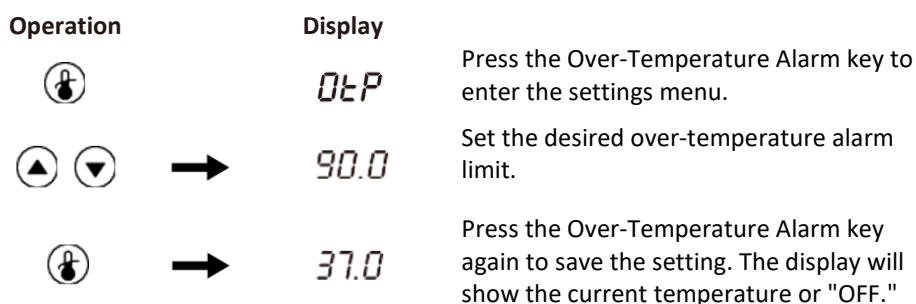 Operation Display
OtP
Press the Over-Temperature Alarm key to
enter the settings menu.
90.0
Set the desired over-temperature alarm
limit.
37.0
Press the Over-Temperature Alarm key
again to save the setting. The display will
show the current temperature or "OFF."